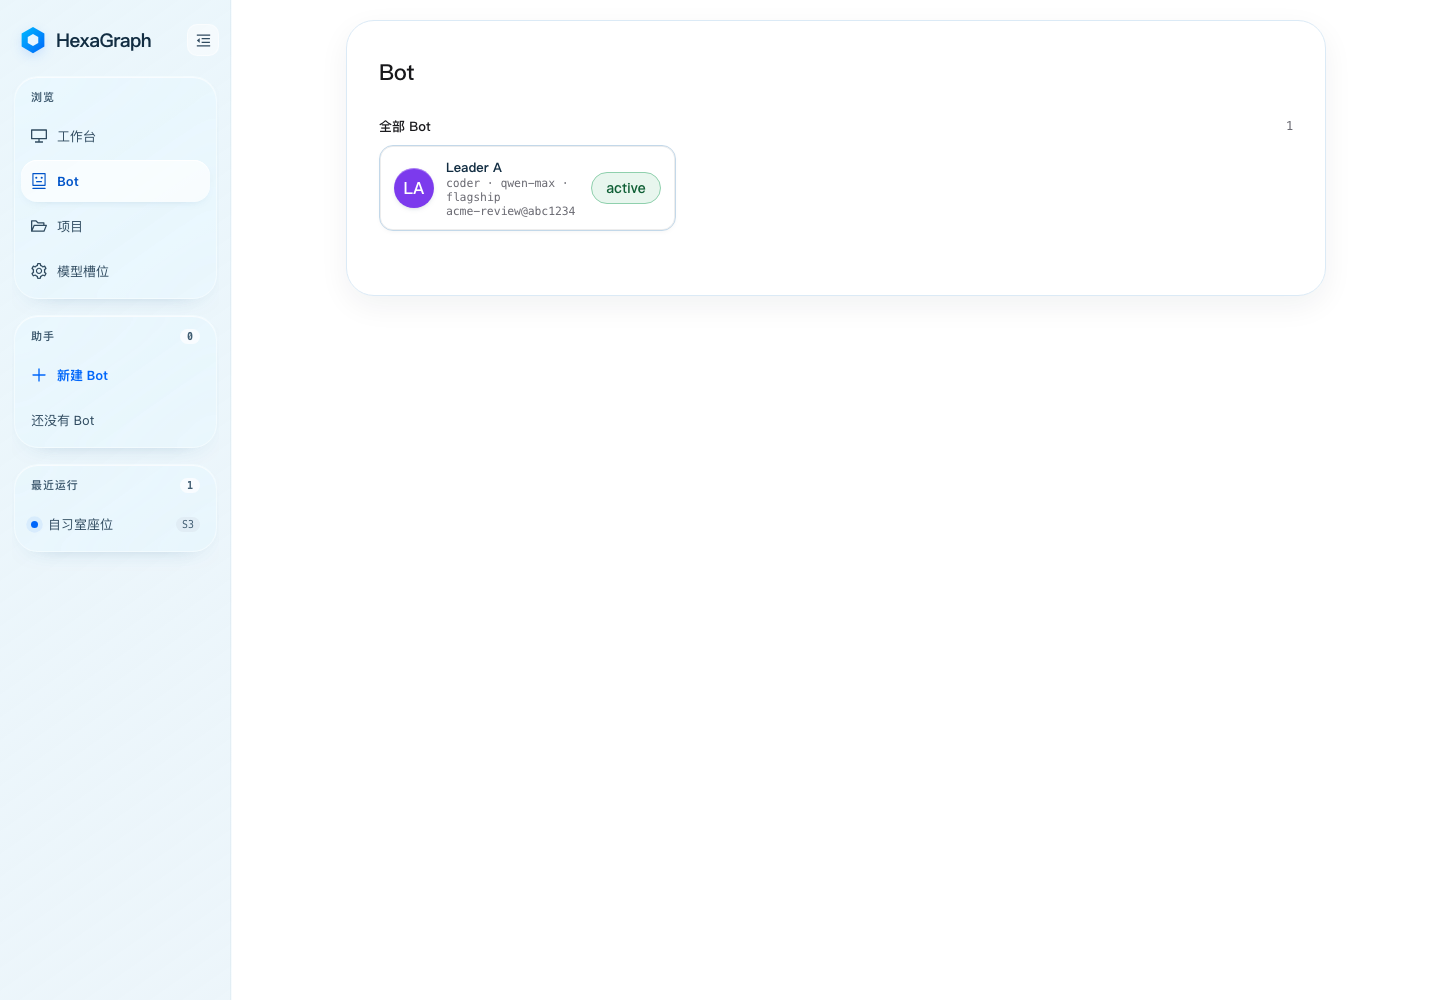 HexaGraph
浏览
工作台
Bot
项目
模型槽位
助手 0
新建 Bot
还没有 Bot
最近运行 1
自习室座位 S3
Bot
全部 Bot 1
LA
Leader A
coder · qwen-max ·
flagship
acme-review@abc1234
active